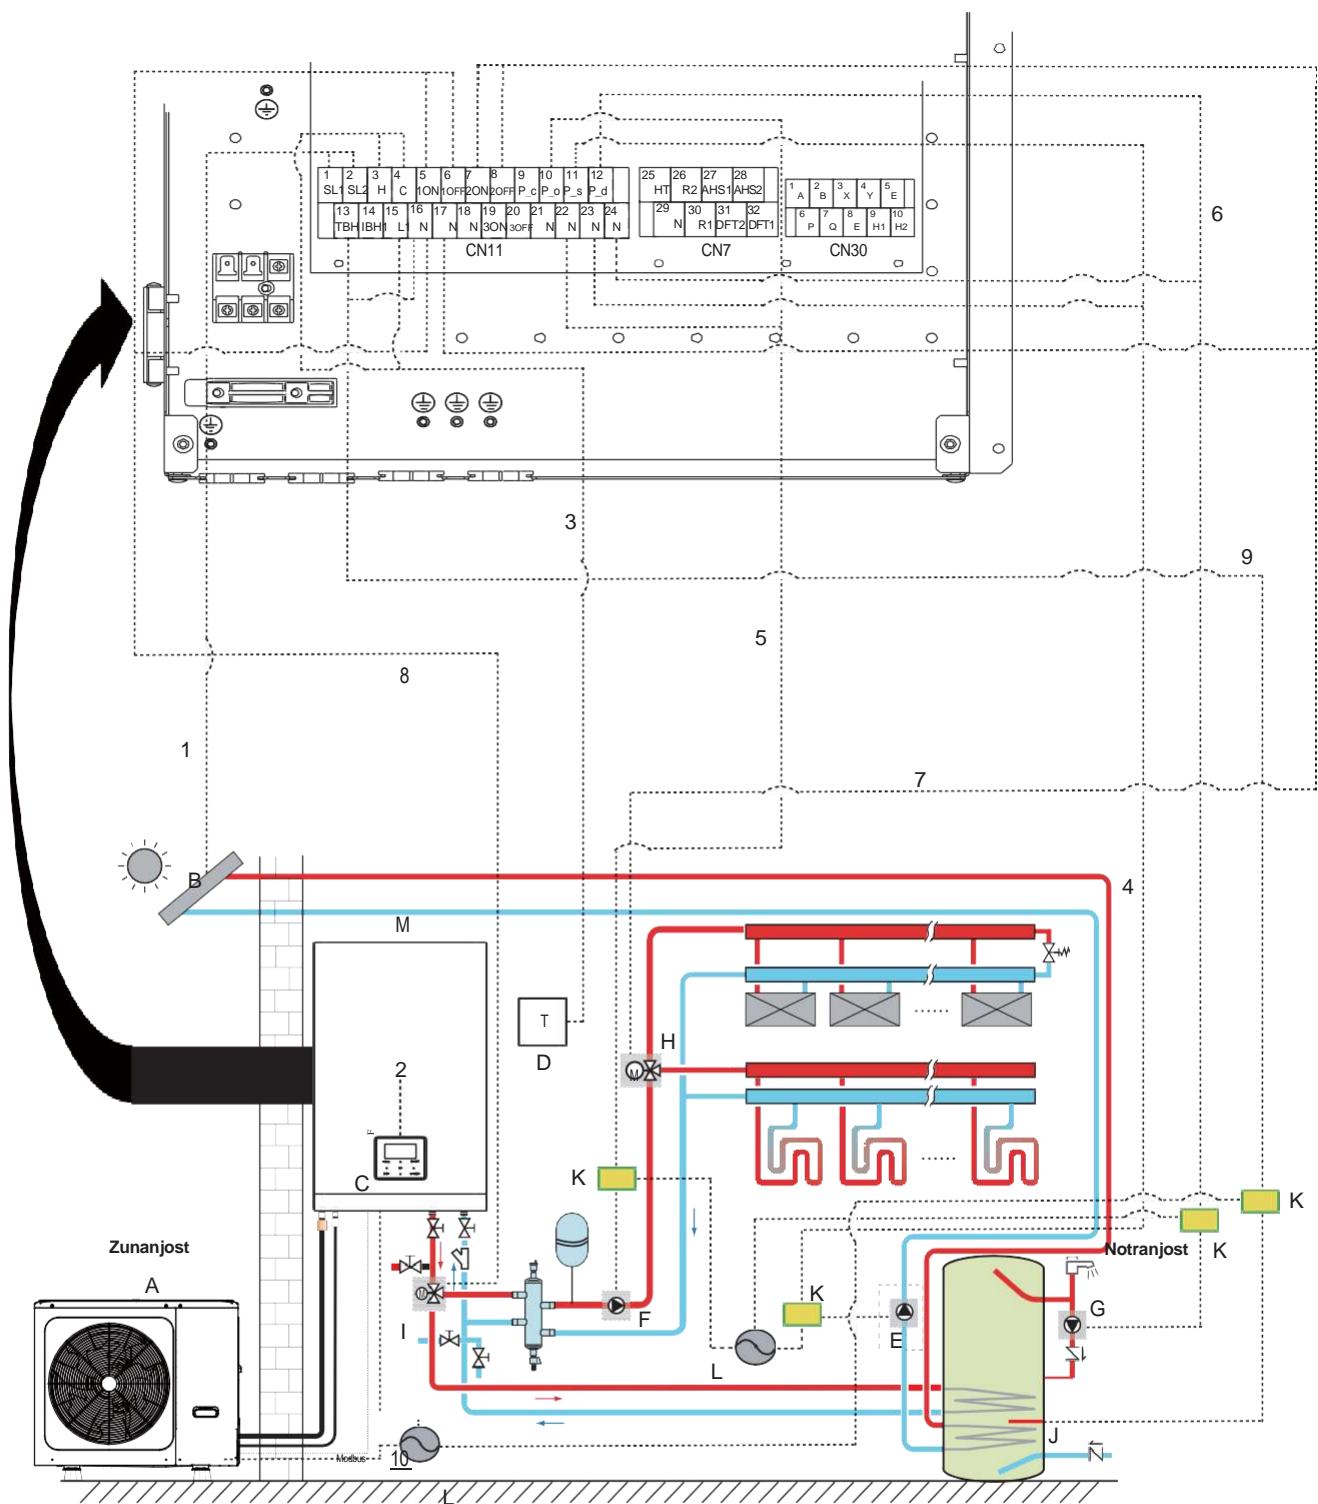 1 2 3 4 5 6 7 8 9 10 11 12
SL1 SL2 H C 1ON 1OFF 2ON 2OFF P_c P_o P_s P_d
13 14 15 16 17 18 19 20 21 22 23 24
TBH IBH1 L1 N N N 3ON 3OFF N N N N
CN11
25 26 27 28
HT R2 AHS1 AHS2
29 30 31 32
N R1 DFT2 DFT1
CN7
1 2 3 4 5
A B X Y E
6 7 8 9 10
P Q E H1 H2
CN30
6
3
9
5
8
1
7
B
4
M
T
D
H
M
2
F
C
K
K
K
Zunanjost
Notranjost
A
M
K
G
I
F
E
L
J
Modbus
10
L